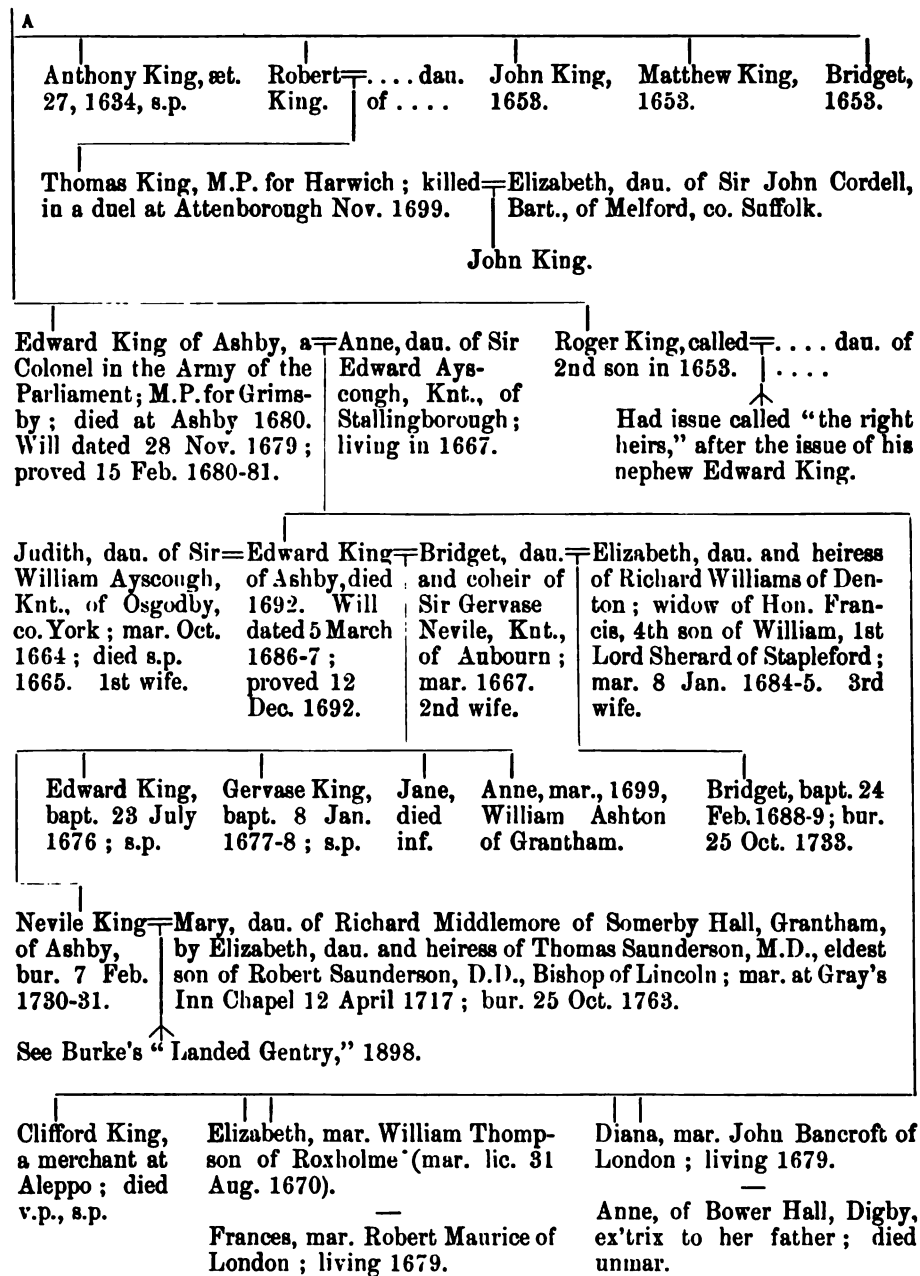 A
Anthony King, æt.
27, 1634, s.p.
Robert
King.
.... dau.
of ....
John King,
1653.
Matthew King,
1653.
Bridget,
1653.
Thomas King, M.P. for Harwich ; killed
in a duel at Attenborough Nov. 1699.
Elizabeth, dau. of Sir John Cordell,
Bart., of Melford, co. Suffolk.
John King.
Edward King of Ashby, a
Colonel in the Army of the
Parliament; M.P. for Grims-
by ; died at Ashby 1680.
Will dated 28 Nov. 1679 ;
proved 15 Feb. 1680-81.
Anne, dau. of Sir
Edward Ays-
cough, Knt., of
Stallingborough ;
living in 1667.
Roger King, called
2nd son in 1653.
.... dau. of
....
Had issue called “the right
heirs,” after the issue of his
nephew Edward King.
Judith, dau. of Sir
William Ayscough,
Knt., of Osgodby,
co. York ; mar. Oct.
1664 ; died s.p.
1665. 1st wife.
Edward King
of Ashby, died
1692. Will
dated 5 March
1686-7 ;
proved 12
Dec. 1692.
Bridget, dau.
and coheir of
Sir Gervase
Nevile, Knt.,
of Aubourn ;
mar. 1667.
2nd wife.
Elizabeth, dau. and heiress
of Richard Williams of Den-
ton ; widow of Hon. Fran-
cis, 4th son of William, 1st
Lord Sherard of Stapleford ;
mar. 8 Jan. 1684-5. 3rd
wife.
Edward King,
bapt. 23 July
1676 ; s.p.
Gervase King,
bapt. 8 Jan.
1677-8 ; s.p.
Jane,
died
inf.
Anne, mar., 1699,
William Ashton
of Grantham.
Bridget, bapt. 24
Feb. 1688-9 ; bur.
25 Oct. 1733.
Nevile King
of Ashby,
bur. 7 Feb.
1730-31.
Mary, dau. of Richard Middlemore of Somerby Hall, Grantham,
by Elizabeth, dau. and heiress of Thomas Saunderson, M.D., eldest
son of Robert Saunderson, D.D., Bishop of Lincoln ; mar. at Gray's
Inn Chapel 12 April 1717 ; bur. 25 Oct. 1763.
See Burke's “Landed Gentry,” 1898.
Clifford King,
a merchant at
Aleppo ; died
v.p., s.p.
Elizabeth, mar. William Thomp-
son of Roxholme (mar. lic. 31
Aug. 1670).
—
Frances, mar. Robert Maurice of
London ; living 1679.
Diana, mar. John Bancroft of
London ; living 1679.
—
Anne, of Bower Hall, Digby,
ex'trix to her father ; died
unmar.